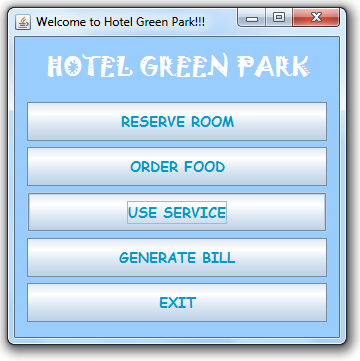 Welcome to Hotel Green Park!!!
HOTEL GREEN PARK
RESERVE ROOM
ORDER FOOD
USE SERVICE
GENERATE BILL
EXIT